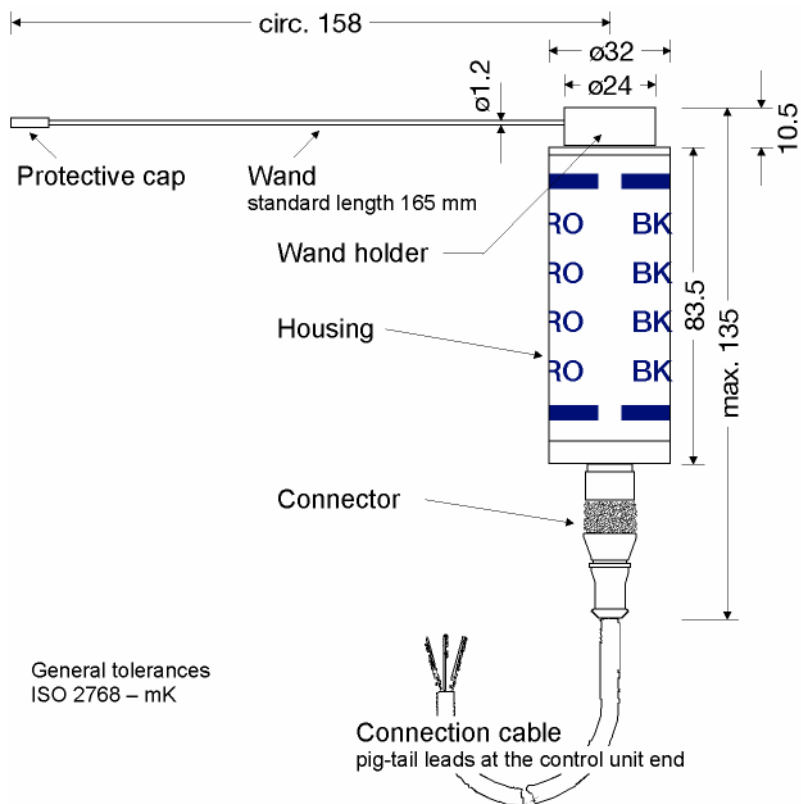 circ. 158
ø32
ø24
ø1.2
10.5
Protective cap
Wand
standard length 165 mm
Wand holder
RO BK
RO BK
RO BK
RO BK
Housing
83.5
max. 135
Connector
General tolerances
ISO 2768 – mK
Connection cable
pig-tail leads at the control unit end